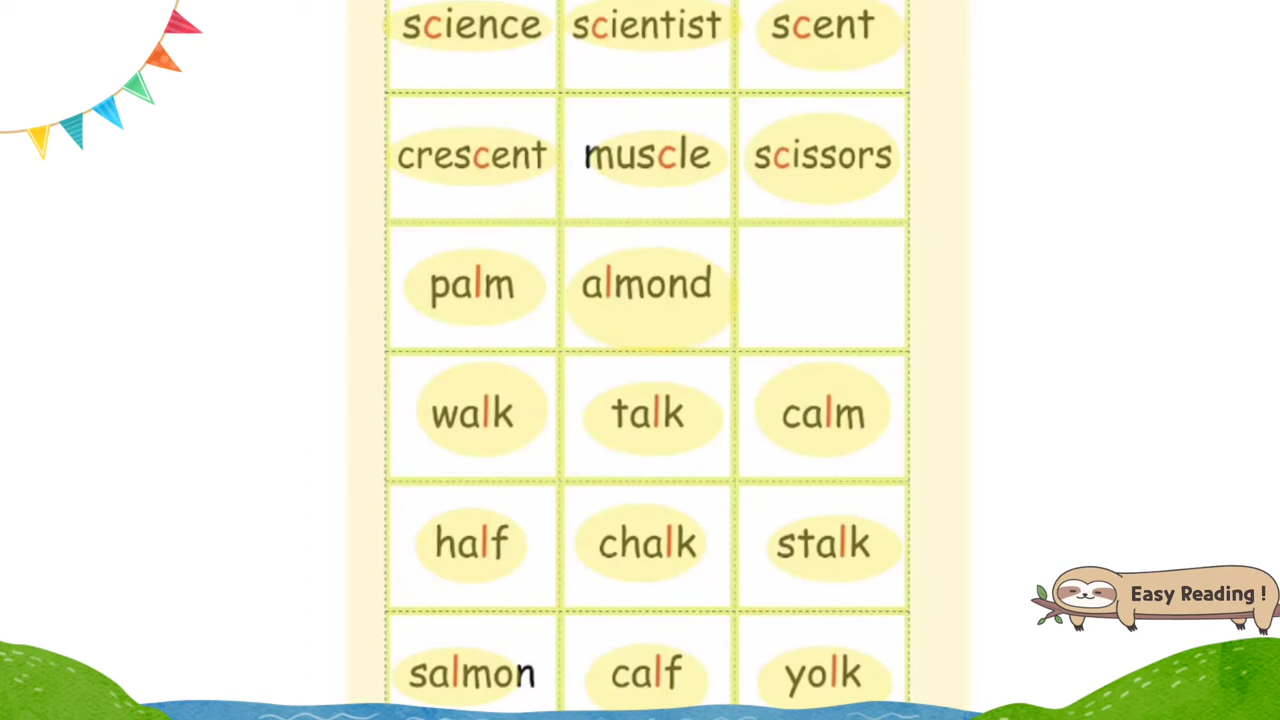 science scientist scent
crescent muscle scissors
palm almond
walk talk calm
half chalk stalk
Easy Reading !
salmon calf yolk